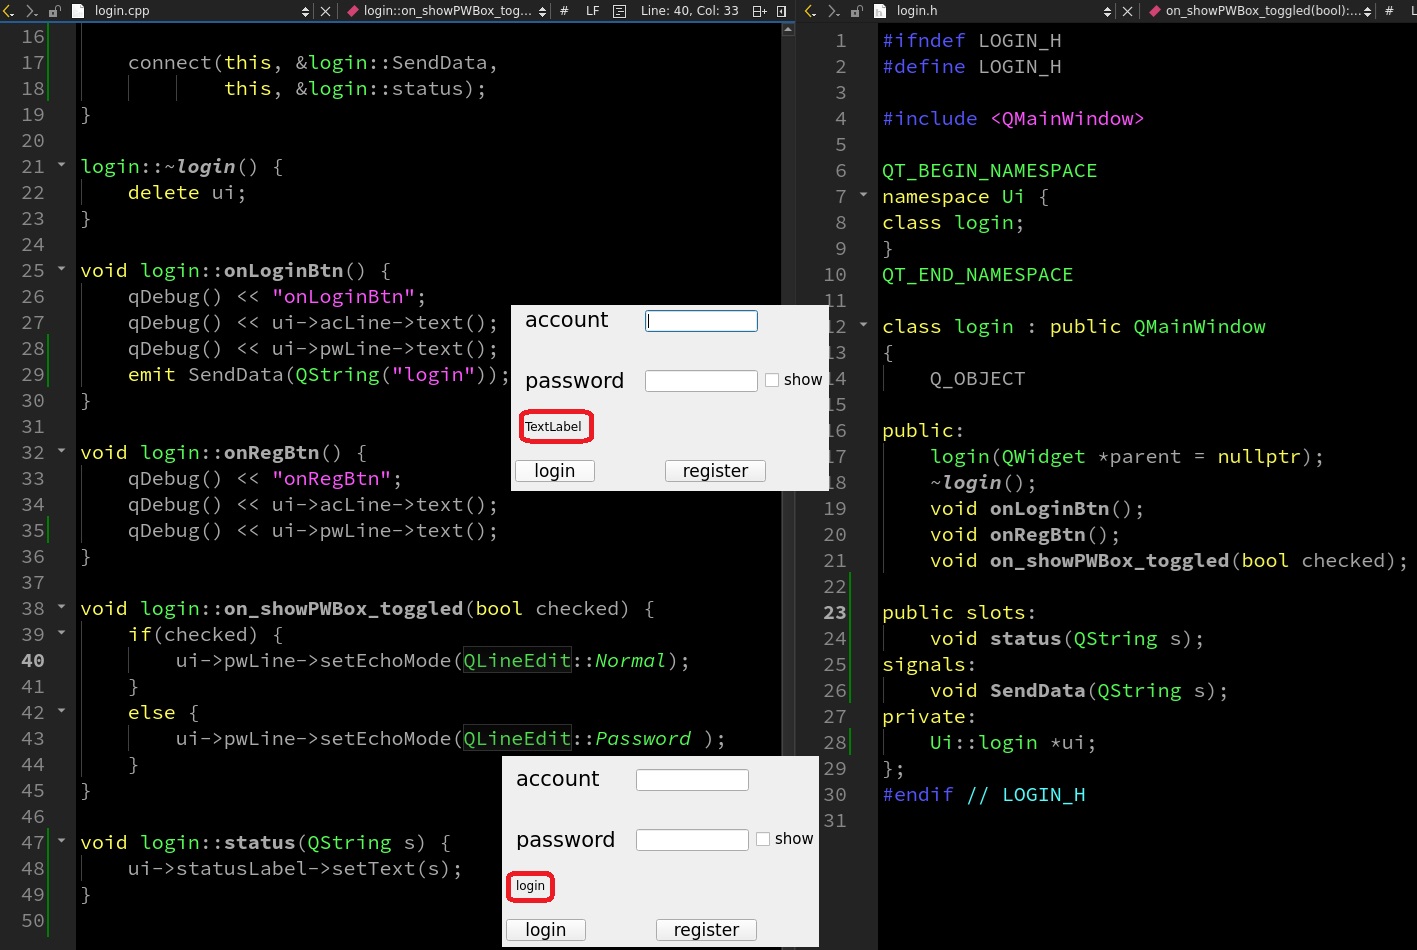 login.cpp
login::on_showPWBox_tog...
#
LF
Line: 40, Col: 33
16
17 connect(this, &login::SendData,
18 this, &login::status);
19 }
20
21 login::~login() {
22 delete ui;
23 }
24
25 void login::onLoginBtn() {
26 qDebug() << "onLoginBtn";
27 qDebug() << ui->acLine->text();
28 qDebug() << ui->pwLine->text();
29 emit SendData(QString("login"));
30 }
31
32 void login::onRegBtn() {
33 qDebug() << "onRegBtn";
34 qDebug() << ui->acLine->text();
35 qDebug() << ui->pwLine->text();
36 }
37
38 void login::on_showPWBox_toggled(bool checked) {
39 if(checked) {
40 ui->pwLine->setEchoMode(QLineEdit::Normal);
41 }
42 else {
43 ui->pwLine->setEchoMode(QLineEdit::Password );
44 }
45 }
46
47 void login::status(QString s) {
48 ui->statusLabel->setText(s);
49 }
50
account
password
show
TextLabel
login
register
account
password
show
login
login
register
login.h
on_showPWBox_toggled(bool):...
#
L
1 #ifndef LOGIN_H
2 #define LOGIN_H
3
4 #include <QMainWindow>
5
6 QT_BEGIN_NAMESPACE
7 namespace Ui {
8 class login;
9 }
10 QT_END_NAMESPACE
11
12 class login : public QMainWindow
13 {
14 Q_OBJECT
15
16 public:
17 login(QWidget *parent = nullptr);
18 ~login();
19 void onLoginBtn();
20 void onRegBtn();
21 void on_showPWBox_toggled(bool checked);
22
23 public slots:
24 void status(QString s);
25 signals:
26 void SendData(QString s);
27 private:
28 Ui::login *ui;
29 };
30 #endif // LOGIN_H
31